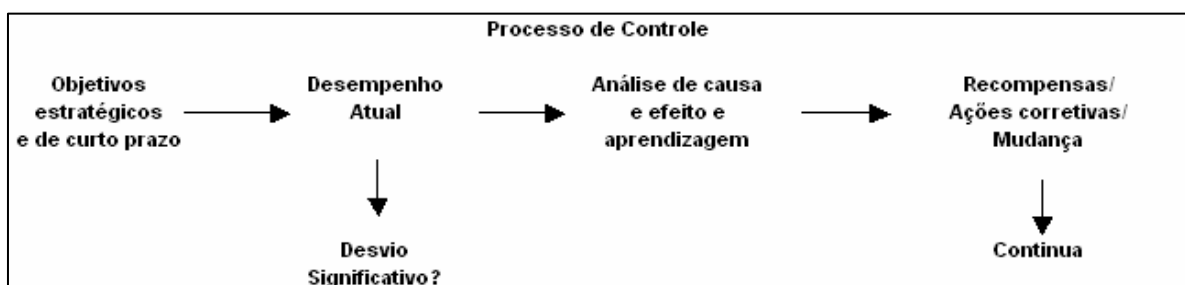 Processo de Controle
Objetivos
estratégicos
e de curto prazo
Desempenho
Atual
Análise de causa
e efeito e
aprendizagem
Recompensas/
Ações corretivas/
Mudança
Desvio
Significativo?
Continua